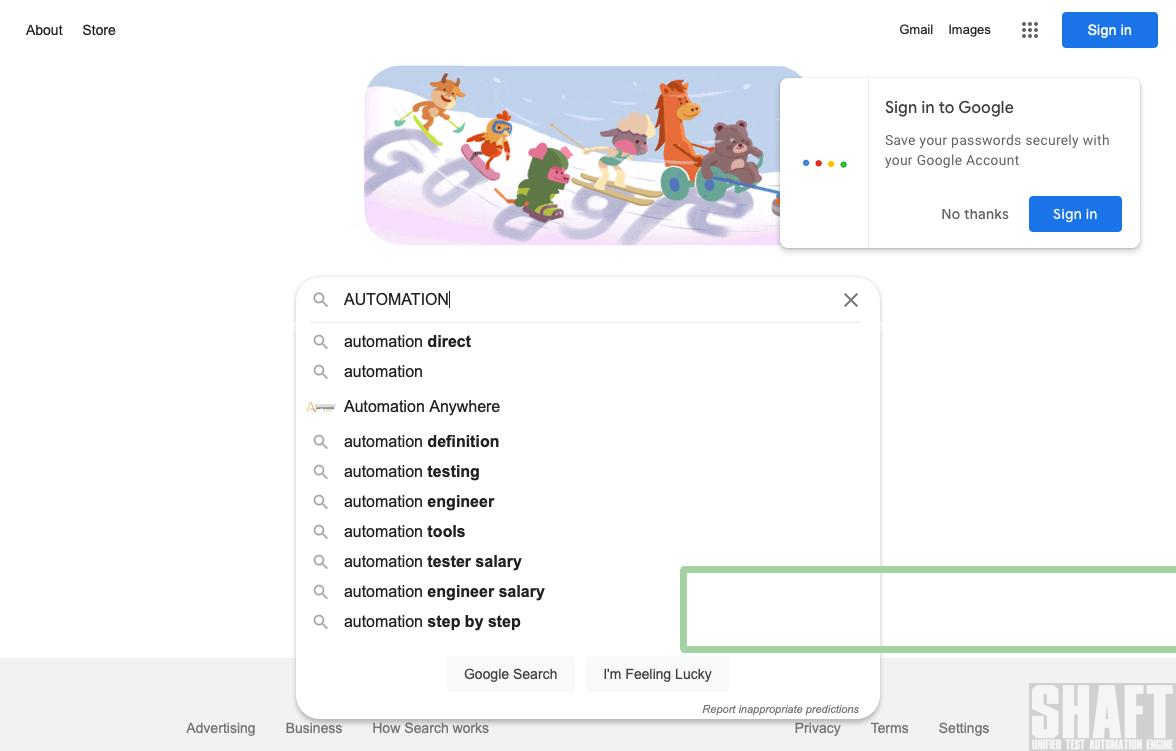 About Store
Gmail Images
Sign in
Google
Sign in to Google
Save your passwords securely with
your Google Account
No thanks
Sign in
AUTOMATION
automation direct
automation
Automation Anywhere
automation definition
automation testing
automation engineer
automation tools
automation tester salary
automation engineer salary
automation step by step
Google Search
I'm Feeling Lucky
Report inappropriate predictions
Advertising Business How Search works
Privacy Terms Settings
SHAFT
UNIFIED TEST AUTOMATION ENGINE